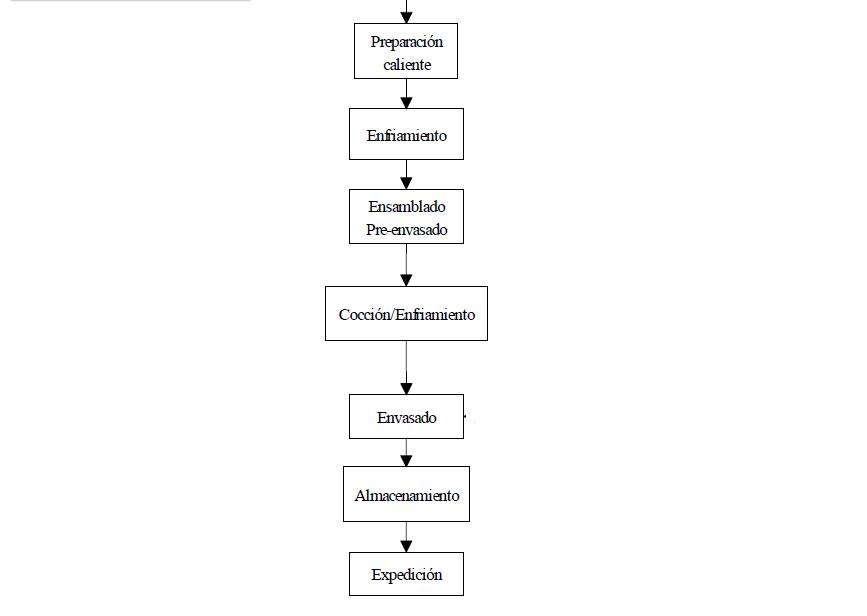 Preparación
caliente
Enfriamiento
Ensamblado
Pre-envasado
Cocción/Enfriamiento
Envasado
Almacenamiento
Expedición